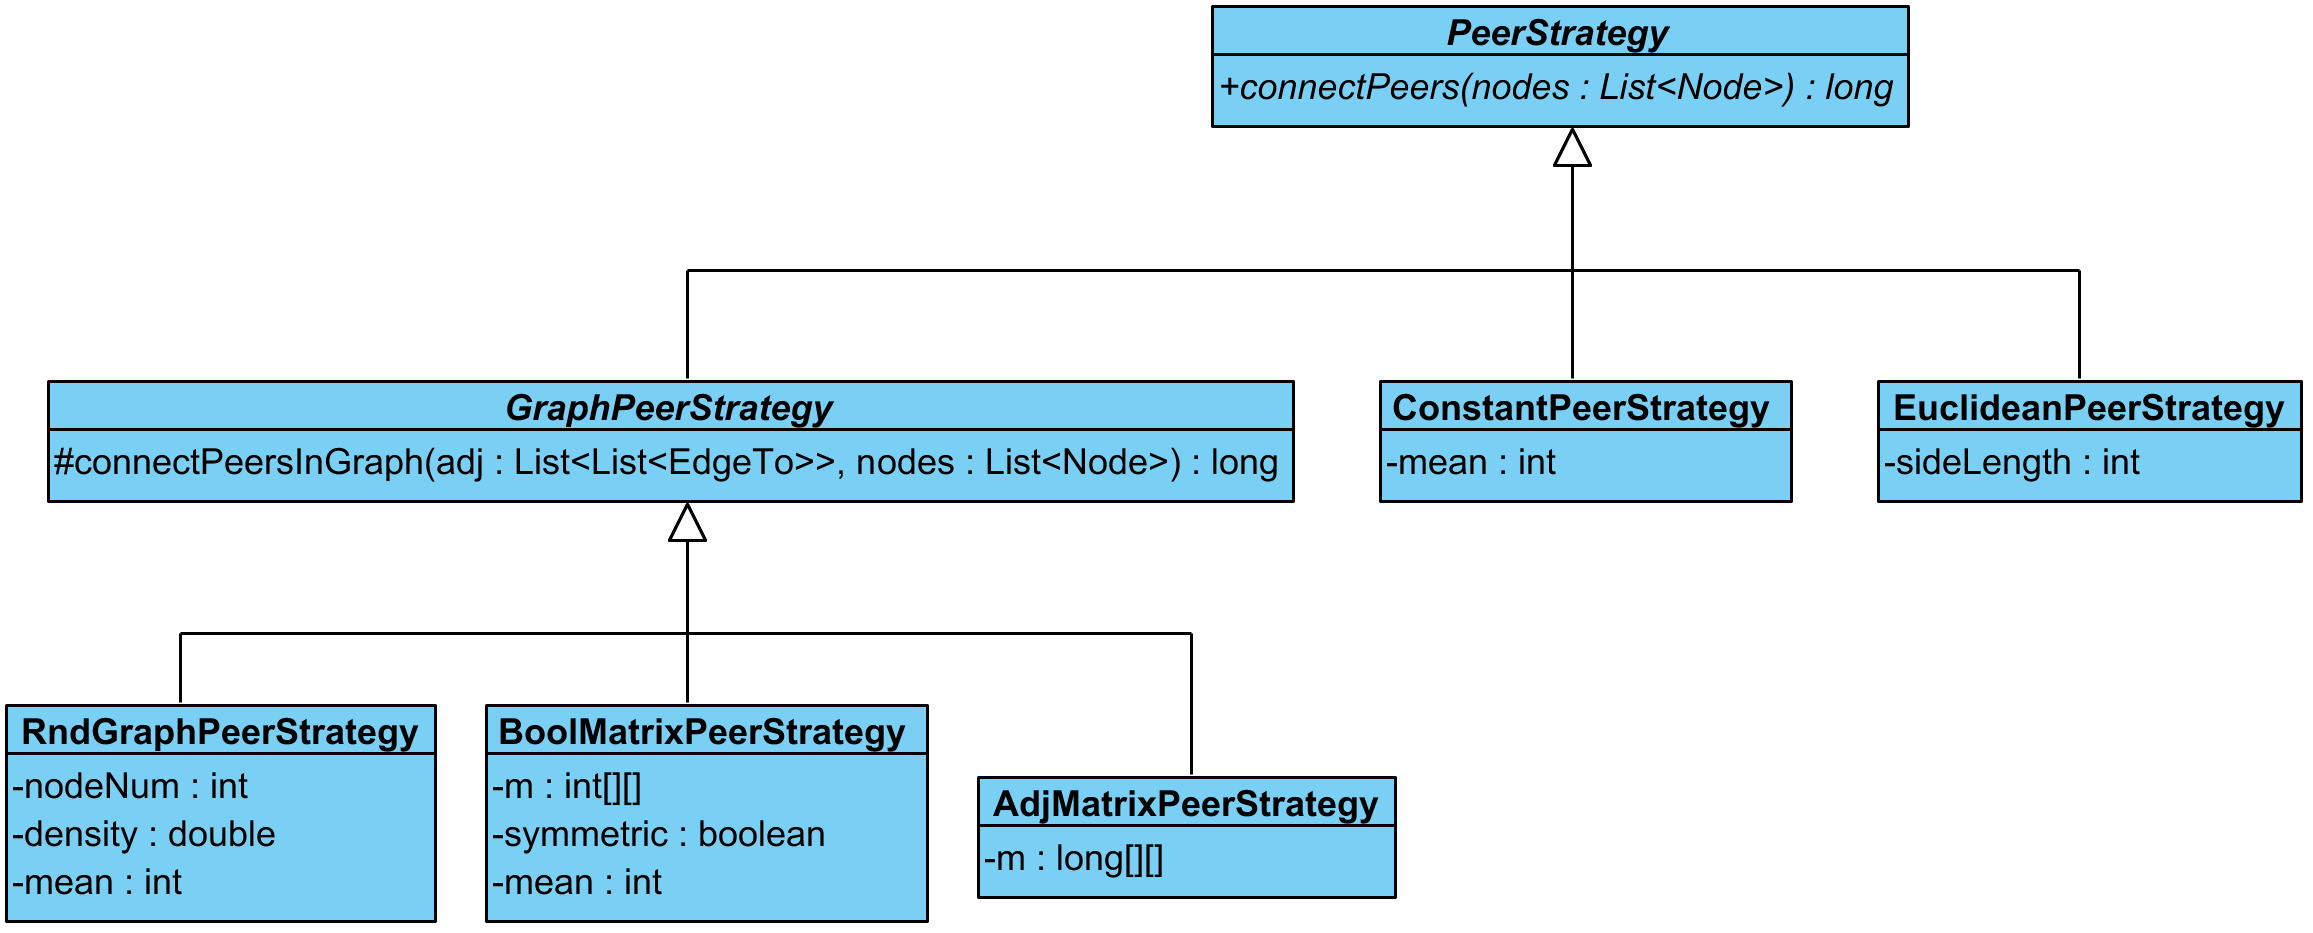 PeerStrategy
+connectPeers(nodes : List<Node>) : long
GraphPeerStrategy
#connectPeersInGraph(adj : List<List<EdgeTo>>, nodes : List<Node>) : long
ConstantPeerStrategy
-mean : int
EuclideanPeerStrategy
-sideLength : int
RndGraphPeerStrategy
-nodeNum : int
-density : double
-mean : int
BoolMatrixPeerStrategy
-m : int[][]
-symmetric : boolean
-mean : int
AdjMatrixPeerStrategy
-m : long[][]